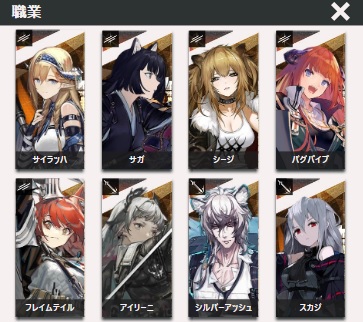 職業
サイラッハ
サガ
シージ
バグパイプ
フレイムテイル
アイリーニ
シルバーアッシュ
スカジ